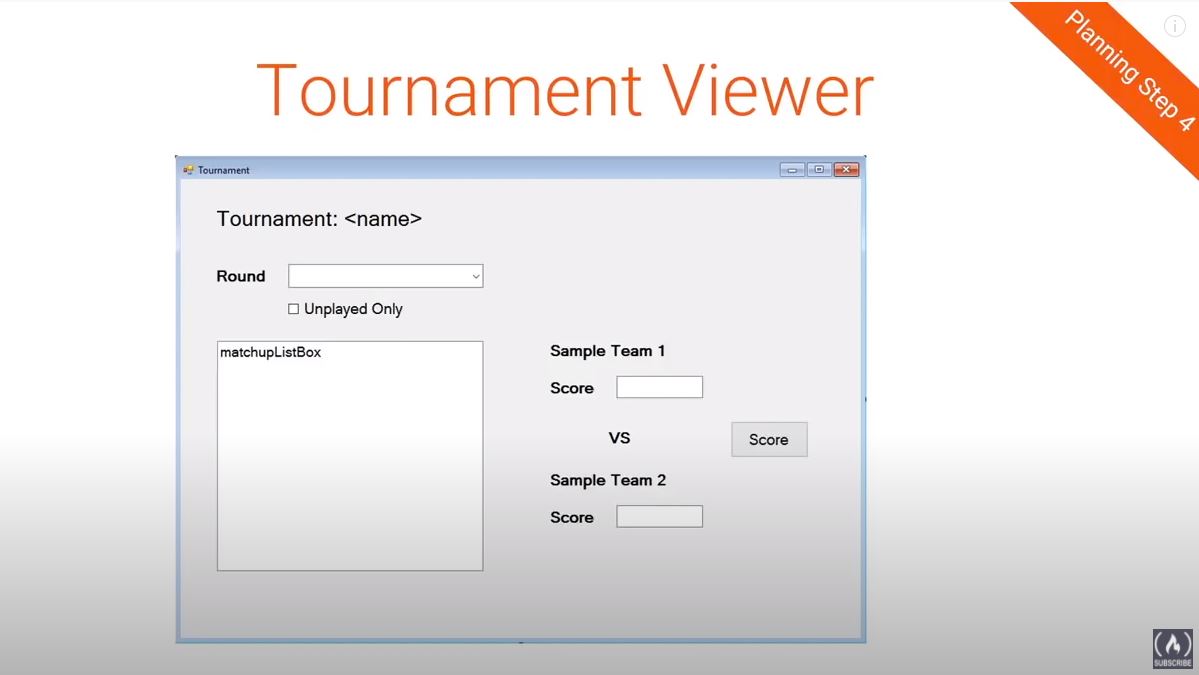 Tournament Viewer
Planning Step 4
Tournament
Tournament: <name>
Round
Unplayed Only
matchupListBox
Sample Team 1
Score
VS
Score
Sample Team 2
Score
SUBSCRIBE